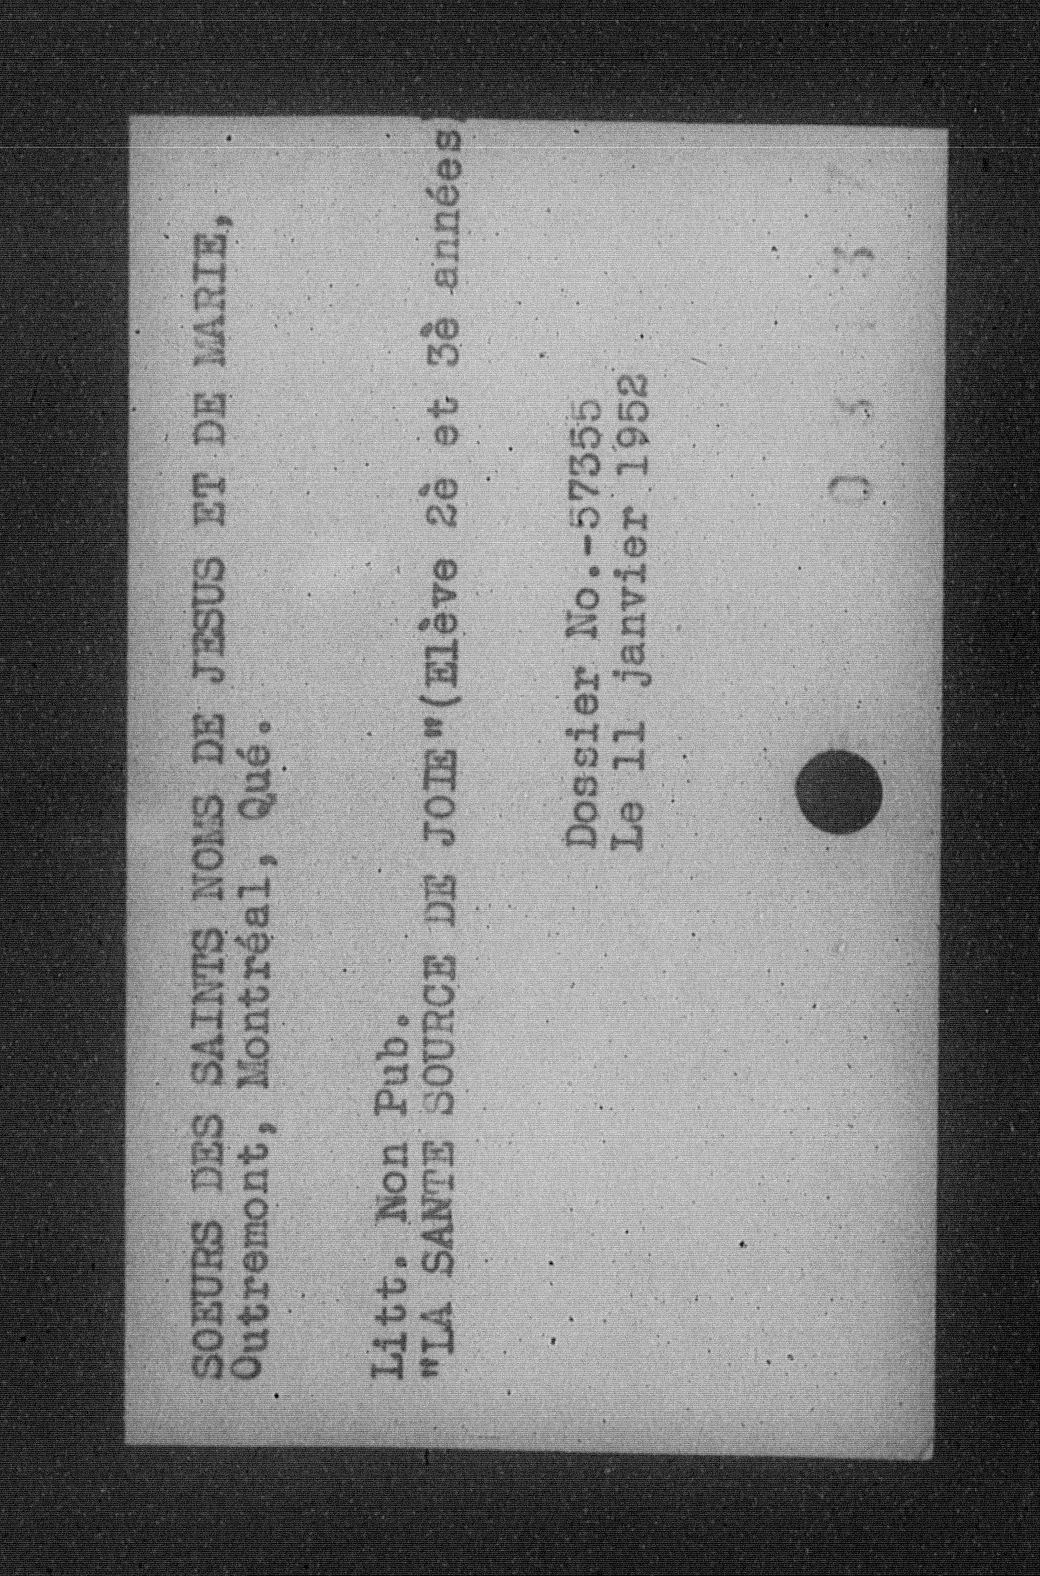 SOEURS DES SAINTS NOMS DE JESUS ET DE MARIE,
Outremont, Montréal, Qué.
Litt. Non Pub.
"LA SANTE SOURCE DE JOIE"(Elève 2è et 3è années)
Dossier No.-57355
Le 11 janvier 1952